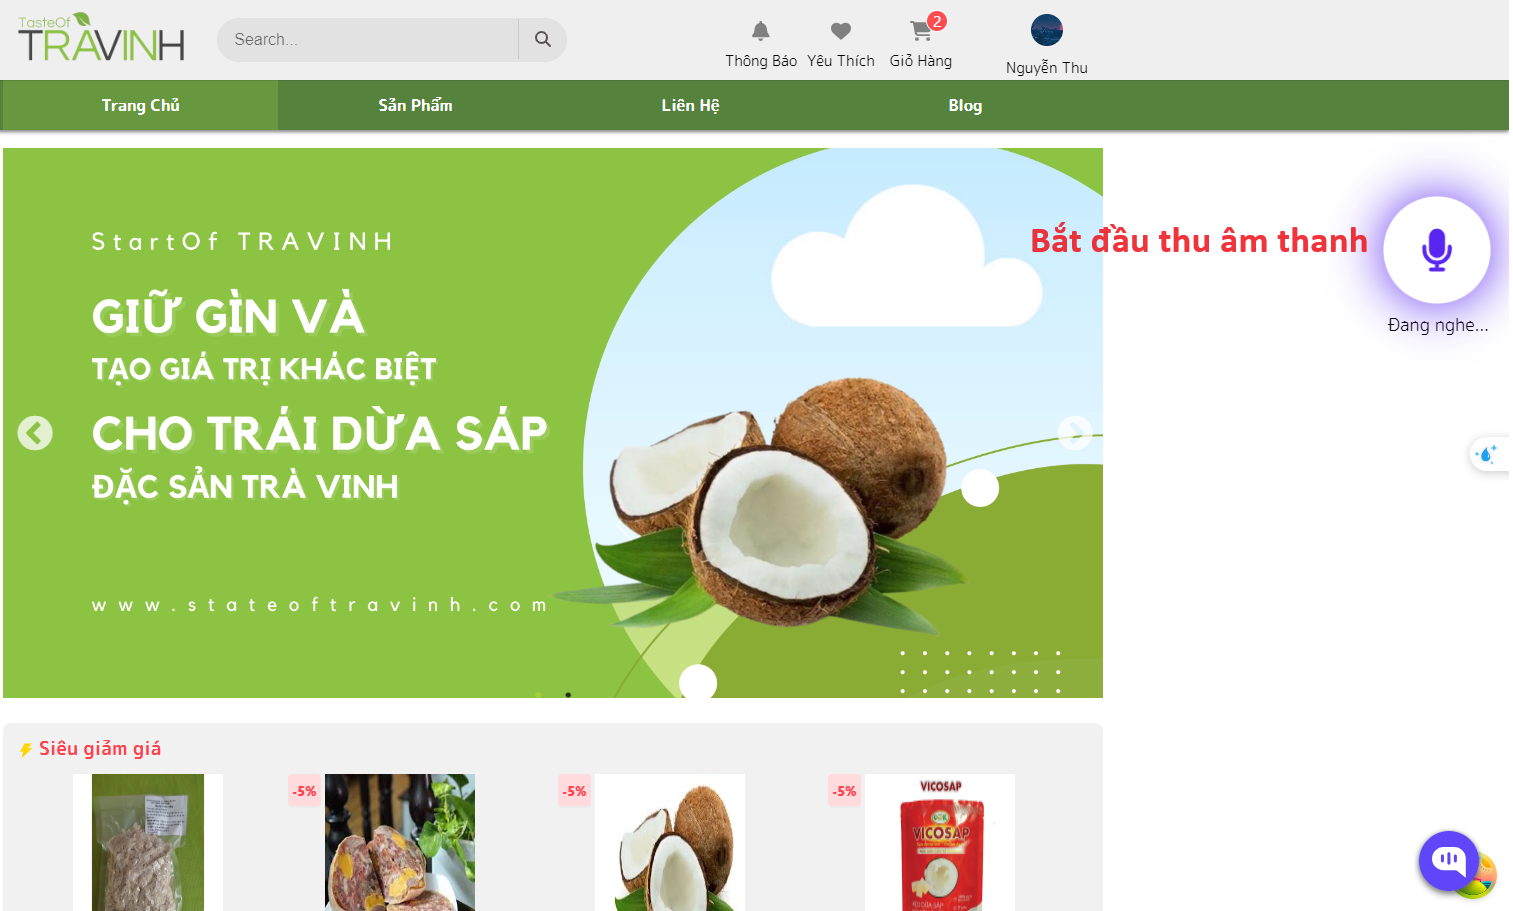 TasteOf
TRAVINH
Search...
2
Thông Báo
Yêu Thích
Giỏ Hàng
Nguyễn Thu
Trang Chủ
Sản Phẩm
Liên Hệ
Blog
StartOf TRAVINH
GIỮ GÌN VÀ
TẠO GIÁ TRỊ KHÁC BIỆT
CHO TRÁI DỪA SÁP
ĐẶC SẢN TRÀ VINH
www.stateoftravinh.com
Bắt đầu thu âm thanh
Đang nghe...
Siêu giảm giá
-5%
-5%
-5%
VICOSAP
VICOSAP